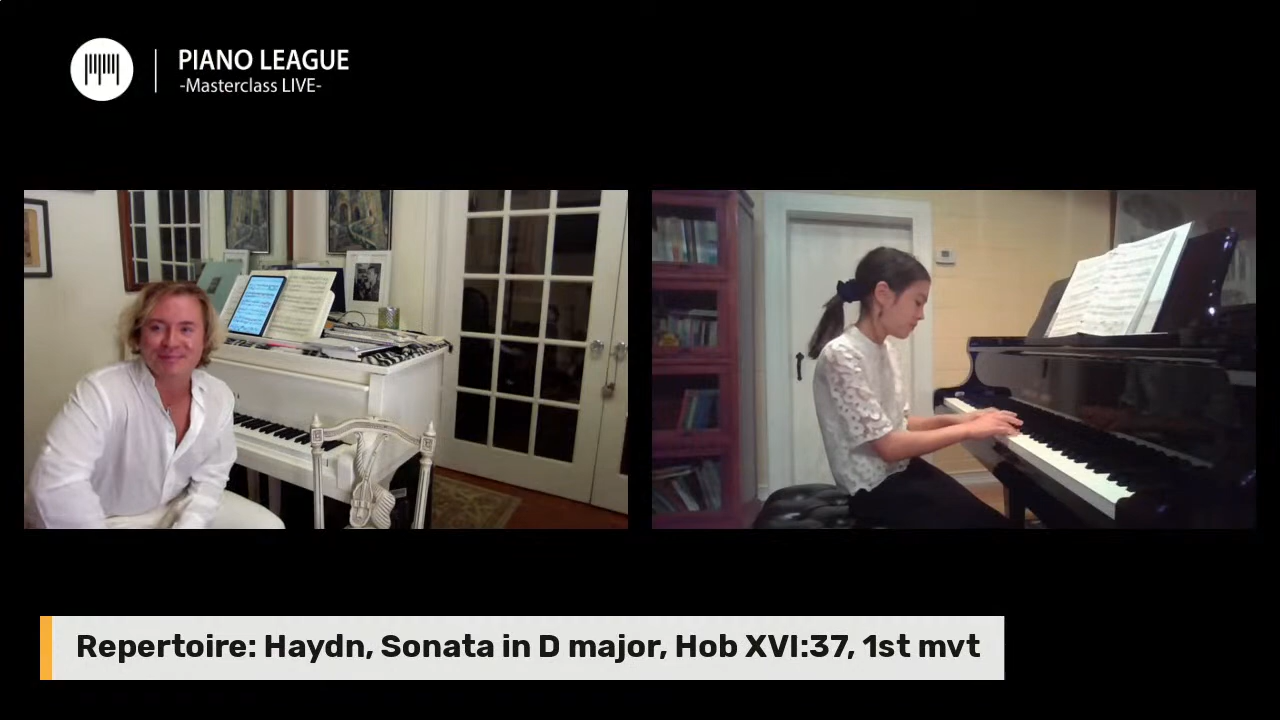 PIANO LEAGUE
-Masterclass LIVE-
Repertoire: Haydn, Sonata in D major, Hob XVI:37, 1st mvt